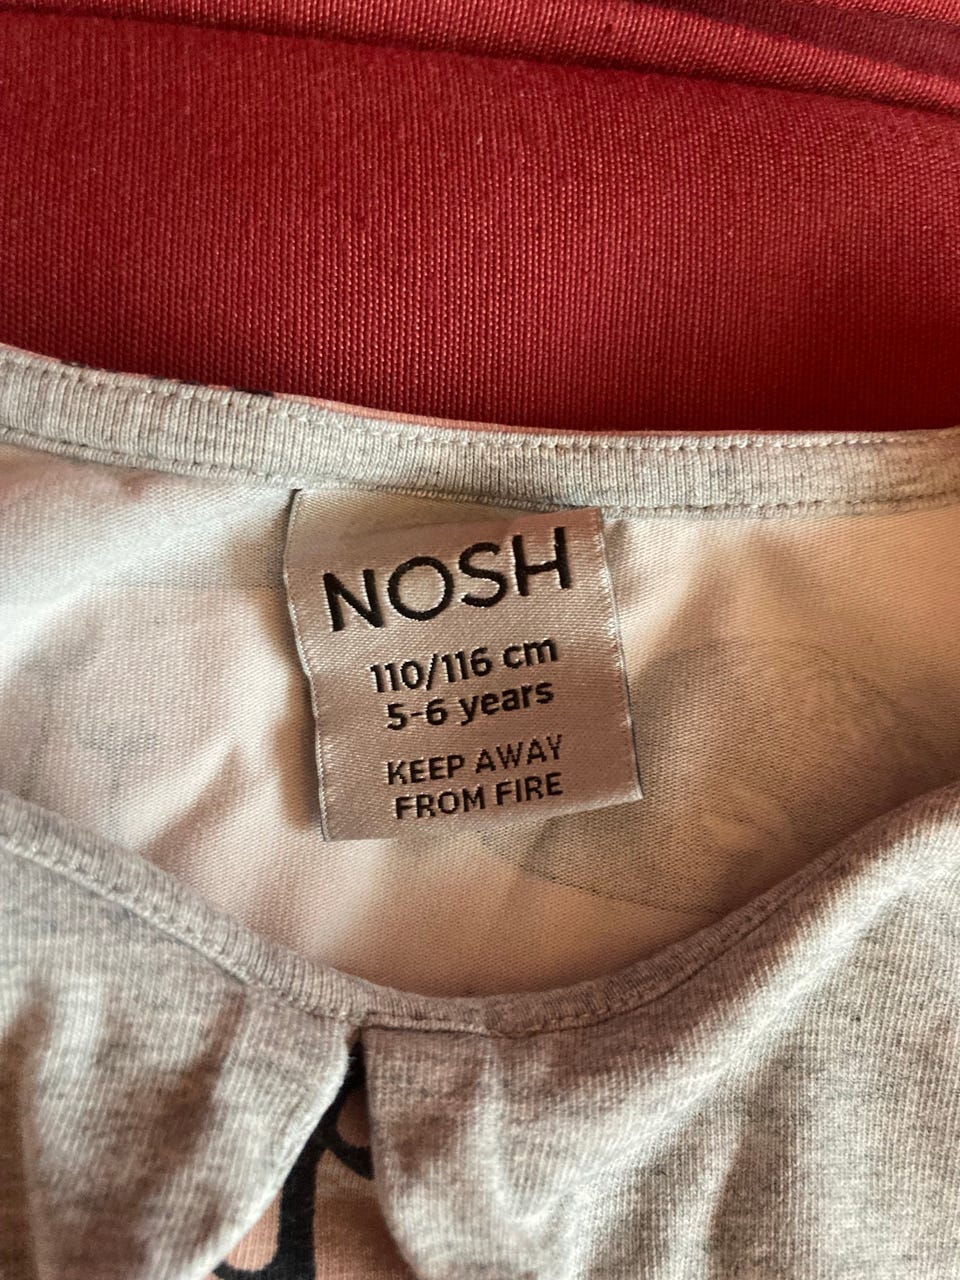 NOSH
110/116 cm
5-6 years
KEEP AWAY
FROM FIRE